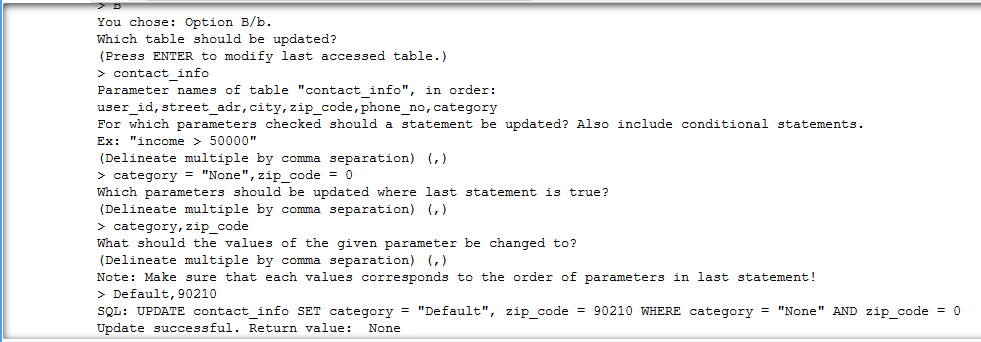 > B
You chose: Option B/b.
Which table should be updated?
(Press ENTER to modify last accessed table.)
> contact_info
Parameter names of table "contact_info", in order:
user_id,street_adr,city,zip_code,phone_no,category
For which parameters checked should a statement be updated? Also include conditional statements.
Ex: "income > 50000"
(Delineate multiple by comma separation) (,)
> category = "None",zip_code = 0
Which parameters should be updated where last statement is true?
(Delineate multiple by comma separation) (,)
> category,zip_code
What should the values of the given parameter be changed to?
(Delineate multiple by comma separation) (,)
Note: Make sure that each values corresponds to the order of parameters in last statement!
> Default,90210
SQL: UPDATE contact_info SET category = "Default", zip_code = 90210 WHERE category = "None" AND zip_code = 0
Update successful. Return value:  None